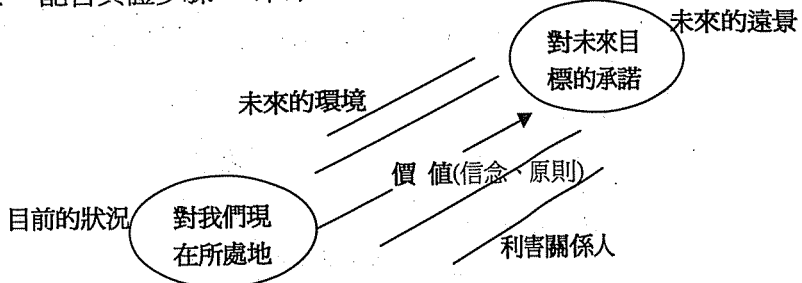 未來的遠景
對未來目
標的承諾
未來的環境
價 值(信念、原則)
目前的狀況
對我們現
在所處地
利害關係人